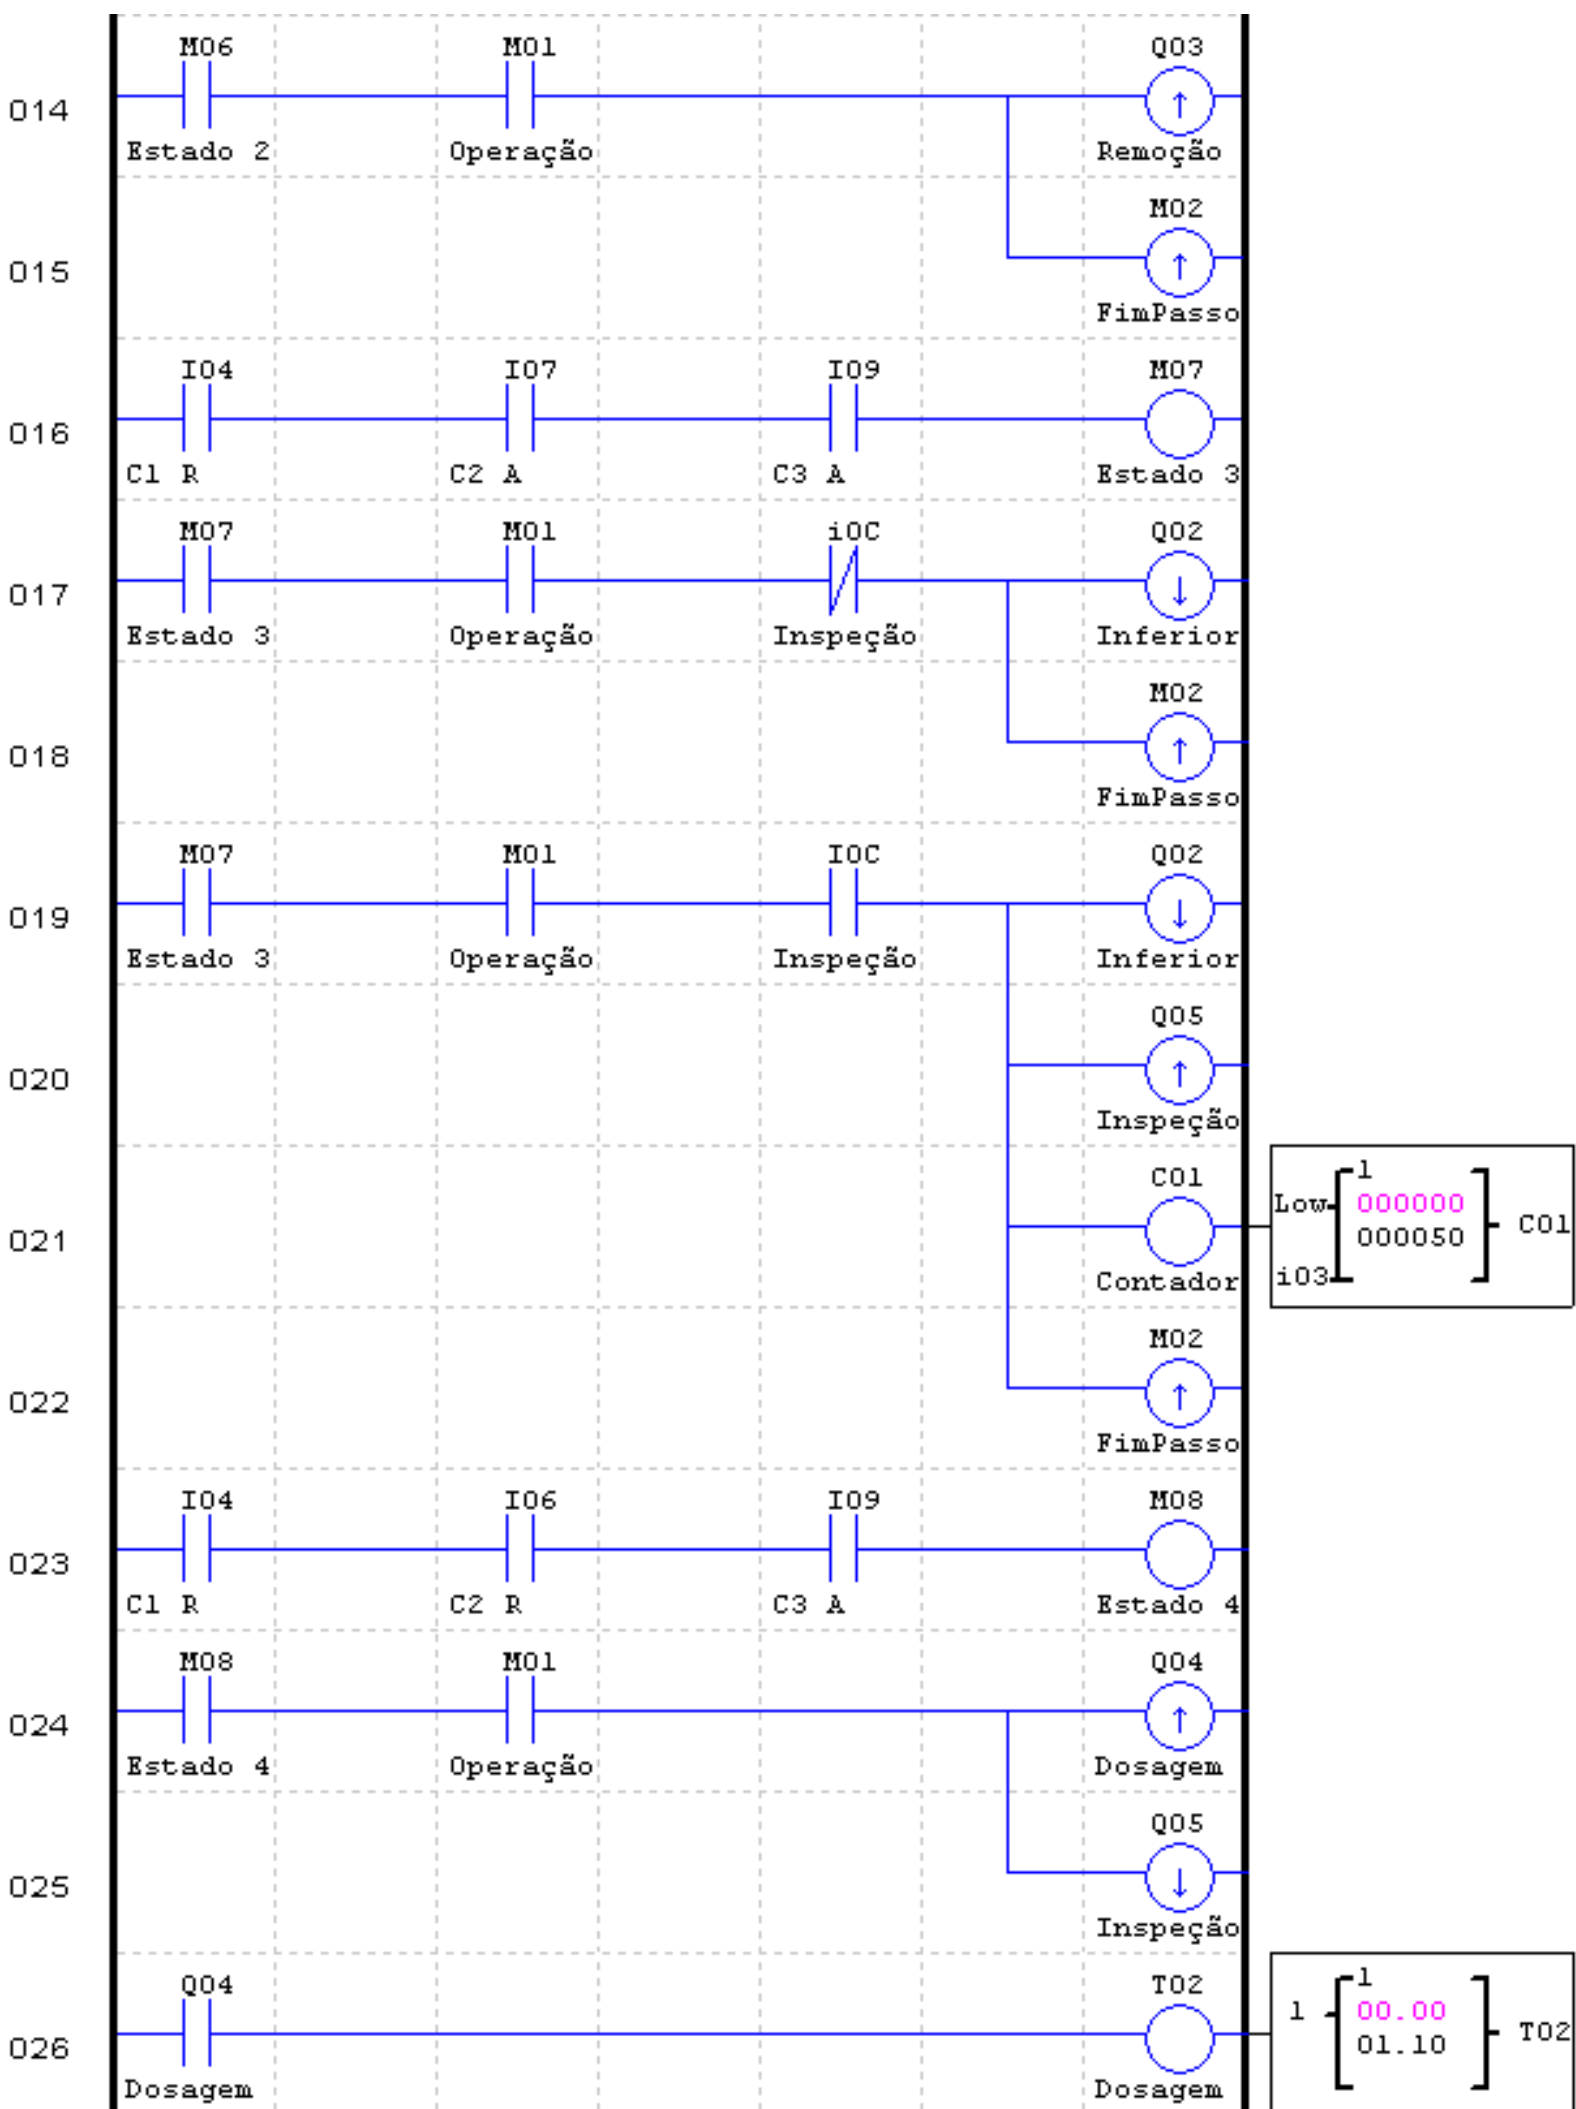 M06 M01 Q03
014
Estado 2 Operação Remoção
M02
015
FimPasso
I04 I07 I09 M07
016
C1 R C2 A C3 A Estado 3
M07 M01 i0C Q02
017
Estado 3 Operação Inspeção Inferior
M02
018
FimPasso
M07 M01 I0C Q02
019
Estado 3 Operação Inspeção Inferior
Q05
020
Inspeção
C01 1
Low 000000
021 000050 C01
Contador i03
M02
022
FimPasso
I04 I06 I09 M08
023
C1 R C2 R C3 A Estado 4
M08 M01 Q04
024
Estado 4 Operação Dosagem
Q05
025
Inspeção
Q04 T02 1
1 00.00
026 01.10 T02
Dosagem Dosagem